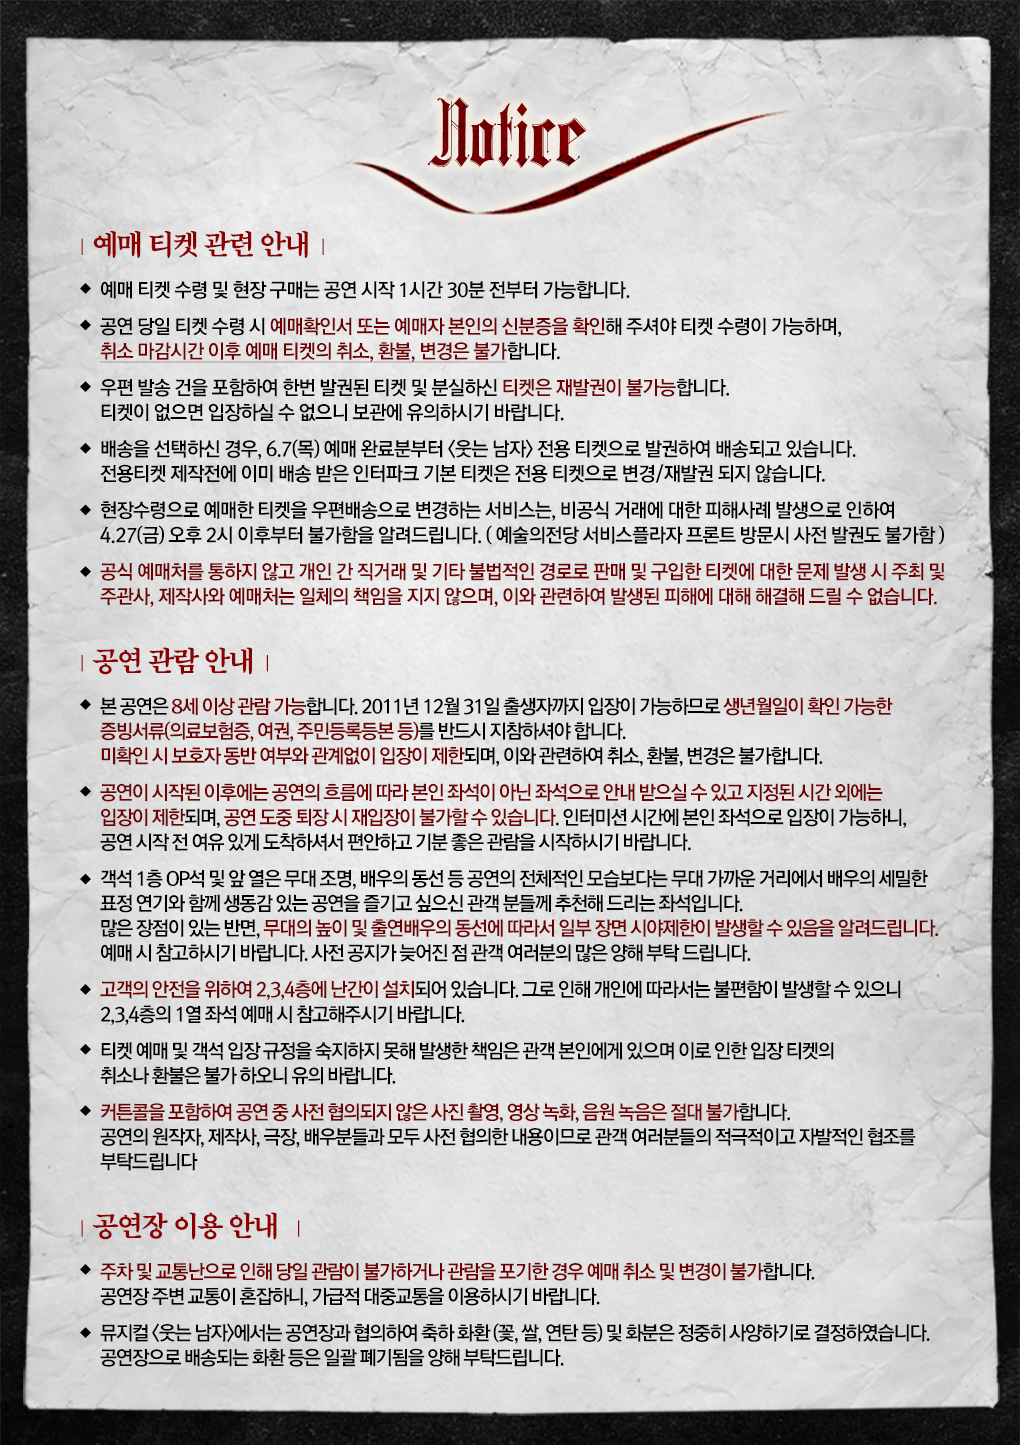 Notice
| 예매 티켓 관련 안내 |
◆ 예매 티켓 수령 및 현장 구매는 공연 시작 1시간 30분 전부터 가능합니다.
◆ 공연 당일 티켓 수령 시 예매확인서 또는 예매자 본인의 신분증을 확인해 주셔야 티켓 수령이 가능하며,
취소 마감시간 이후 예매 티켓의 취소, 환불, 변경은 불가합니다.
◆ 우편 발송 건을 포함하여 한번 발권된 티켓 및 분실하신 티켓은 재발권이 불가능합니다.
티켓이 없으면 입장하실 수 없으니 보관에 유의하시기 바랍니다.
◆ 배송을 선택하신 경우, 6.7(목) 예매 완료분부터 <웃는 남자> 전용 티켓으로 발권하여 배송되고 있습니다.
전용티켓 제작전에 이미 배송 받은 인터파크 기본 티켓은 전용 티켓으로 변경/재발권 되지 않습니다.
◆ 현장수령으로 예매한 티켓을 우편배송으로 변경하는 서비스는, 비공식 거래에 대한 피해사례 발생으로 인하여
4.27(금) 오후 2시 이후부터 불가함을 알려드립니다. ( 예술의전당 서비스플라자 프론트 방문시 사전 발권도 불가함 )
◆ 공식 예매처를 통하지 않고 개인 간 직거래 및 기타 불법적인 경로로 판매 및 구입한 티켓에 대한 문제 발생 시 주최 및
주관사, 제작사와 예매처는 일체의 책임을 지지 않으며, 이와 관련하여 발생된 피해에 대해 해결해 드릴 수 없습니다.
| 공연 관람 안내 |
◆ 본 공연은 8세 이상 관람 가능합니다. 2011년 12월 31일 출생자까지 입장이 가능하므로 생년월일이 확인 가능한
증빙서류(의료보험증, 여권, 주민등록등본 등)를 반드시 지참하셔야 합니다.
미확인 시 보호자 동반 여부와 관계없이 입장이 제한되며, 이와 관련하여 취소, 환불, 변경은 불가합니다.
◆ 공연이 시작된 이후에는 공연의 흐름에 따라 본인 좌석이 아닌 좌석으로 안내 받으실 수 있고 지정된 시간 외에는
입장이 제한되며, 공연 도중 퇴장 시 재입장이 불가할 수 있습니다. 인터미션 시간에 본인 좌석으로 입장이 가능하니,
공연 시작 전 여유 있게 도착하셔서 편안하고 기분 좋은 관람을 시작하시기 바랍니다.
◆ 객석 1층 OP석 및 앞 열은 무대 조명, 배우의 동선 등 공연의 전체적인 모습보다는 무대 가까운 거리에서 배우의 세밀한
표정 연기와 함께 생동감 있는 공연을 즐기고 싶으신 관객 분들께 추천해 드리는 좌석입니다.
많은 장점이 있는 반면, 무대의 높이 및 출연배우의 동선에 따라서 일부 장면 시야제한이 발생할 수 있음을 알려드립니다.
예매 시 참고하시기 바랍니다. 사전 공지가 늦어진 점 관객 여러분의 많은 양해 부탁 드립니다.
◆ 고객의 안전을 위하여 2,3,4층에 난간이 설치되어 있습니다. 그로 인해 개인에 따라서는 불편함이 발생할 수 있으니
2,3,4층의 1열 좌석 예매 시 참고해주시기 바랍니다.
◆ 티켓 예매 및 객석 입장 규정을 숙지하지 못해 발생한 책임은 관객 본인에게 있으며 이로 인한 입장 티켓의
취소나 환불은 불가 하오니 유의 바랍니다.
◆ 커튼콜을 포함하여 공연 중 사전 협의되지 않은 사진 촬영, 영상 녹화, 음원 녹음은 절대 불가합니다.
공연의 원작자, 제작사, 극장, 배우분들과 모두 사전 협의한 내용이므로 관객 여러분들의 적극적이고 자발적인 협조를
부탁드립니다
| 공연장 이용 안내 |
◆ 주차 및 교통난으로 인해 당일 관람이 불가하거나 관람을 포기한 경우 예매 취소 및 변경이 불가합니다.
공연장 주변 교통이 혼잡하니, 가급적 대중교통을 이용하시기 바랍니다.
◆ 뮤지컬 <웃는 남자>에서는 공연장과 협의하여 축하 화환 (꽃, 쌀, 연탄 등) 및 화분은 정중히 사양하기로 결정하였습니다.
공연장으로 배송되는 화환 등은 일괄 폐기됨을 양해 부탁드립니다.